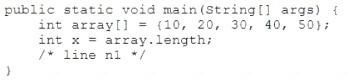 public static void main(String[] args) {
int array[] = {10, 20, 30, 40, 50};
int x = array.length;
/* line n1 */
}